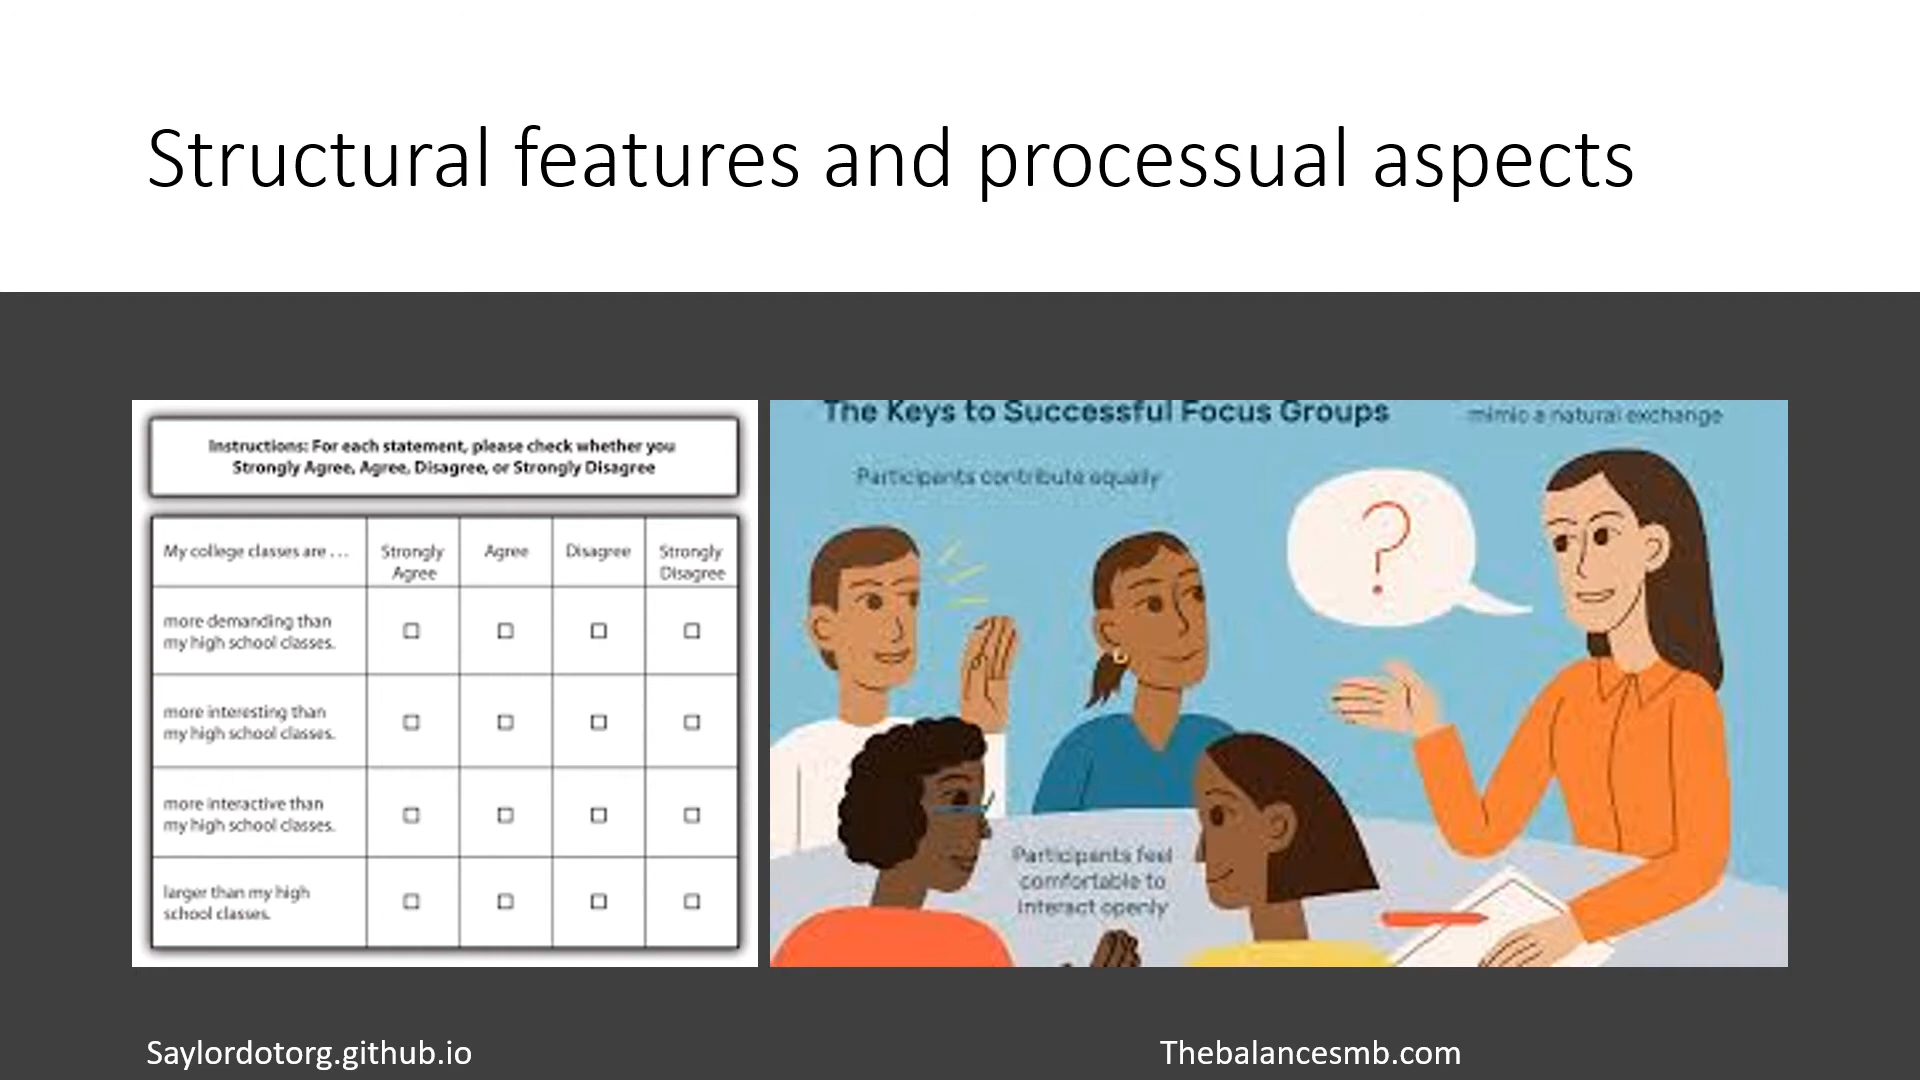 Structural features and processual aspects
Instructions: For each statement, please check whether you
Strongly Agree, Agree, Disagree, or Strongly Disagree
My college classes are ...
Strongly
Agree
Agree
Disagree
Strongly
Disagree
more demanding than
my high school classes.
more interesting than
my high school classes.
more interactive than
my high school classes.
larger than my high
school classes.
The Keys to Successful Focus Groups
mimic a natural exchange
Participants contribute equally
?
Participants feel
comfortable to
interact openly
Saylordotorg.github.io
Thebalancesmb.com